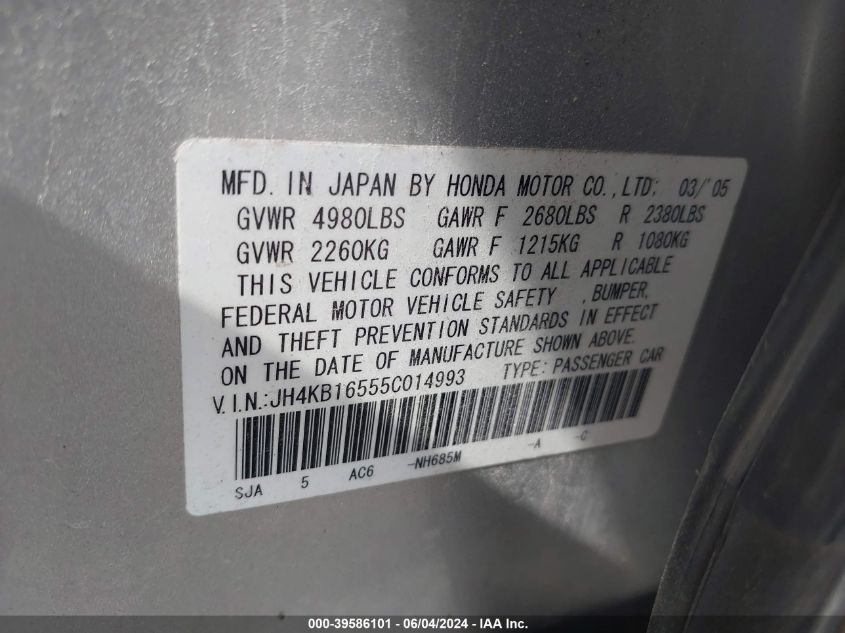 MFD. IN JAPAN BY HONDA MOTOR CO.,LTD. 03/'05
GVWR 4980LBS GAWR F 2680LBS R 2380LBS
GVWR 2260KG GAWR F 1215KG R 1080KG
THIS VEHICLE CONFORMS TO ALL APPLICABLE
FEDERAL MOTOR VEHICLE SAFETY , BUMPER,
AND THEFT PREVENTION STANDARDS IN EFFECT
ON THE DATE OF MANUFACTURE SHOWN ABOVE.
V.I.N.:JH4KB16555C014993 TYPE: PASSENGER CAR
SJA 5 AC6 -NH685M -A -C
000-39586101 - 06/04/2024 - IAA Inc.